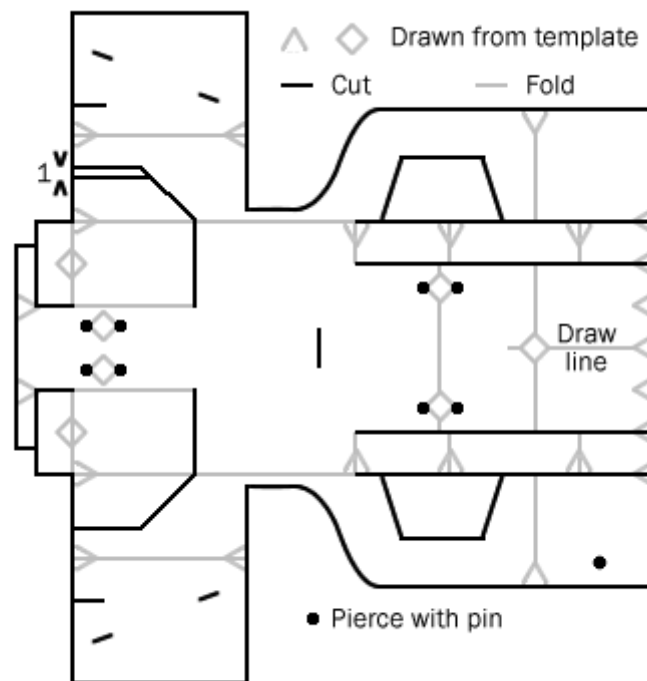 Drawn from template
Cut
Fold
1
Draw
line
Pierce with pin